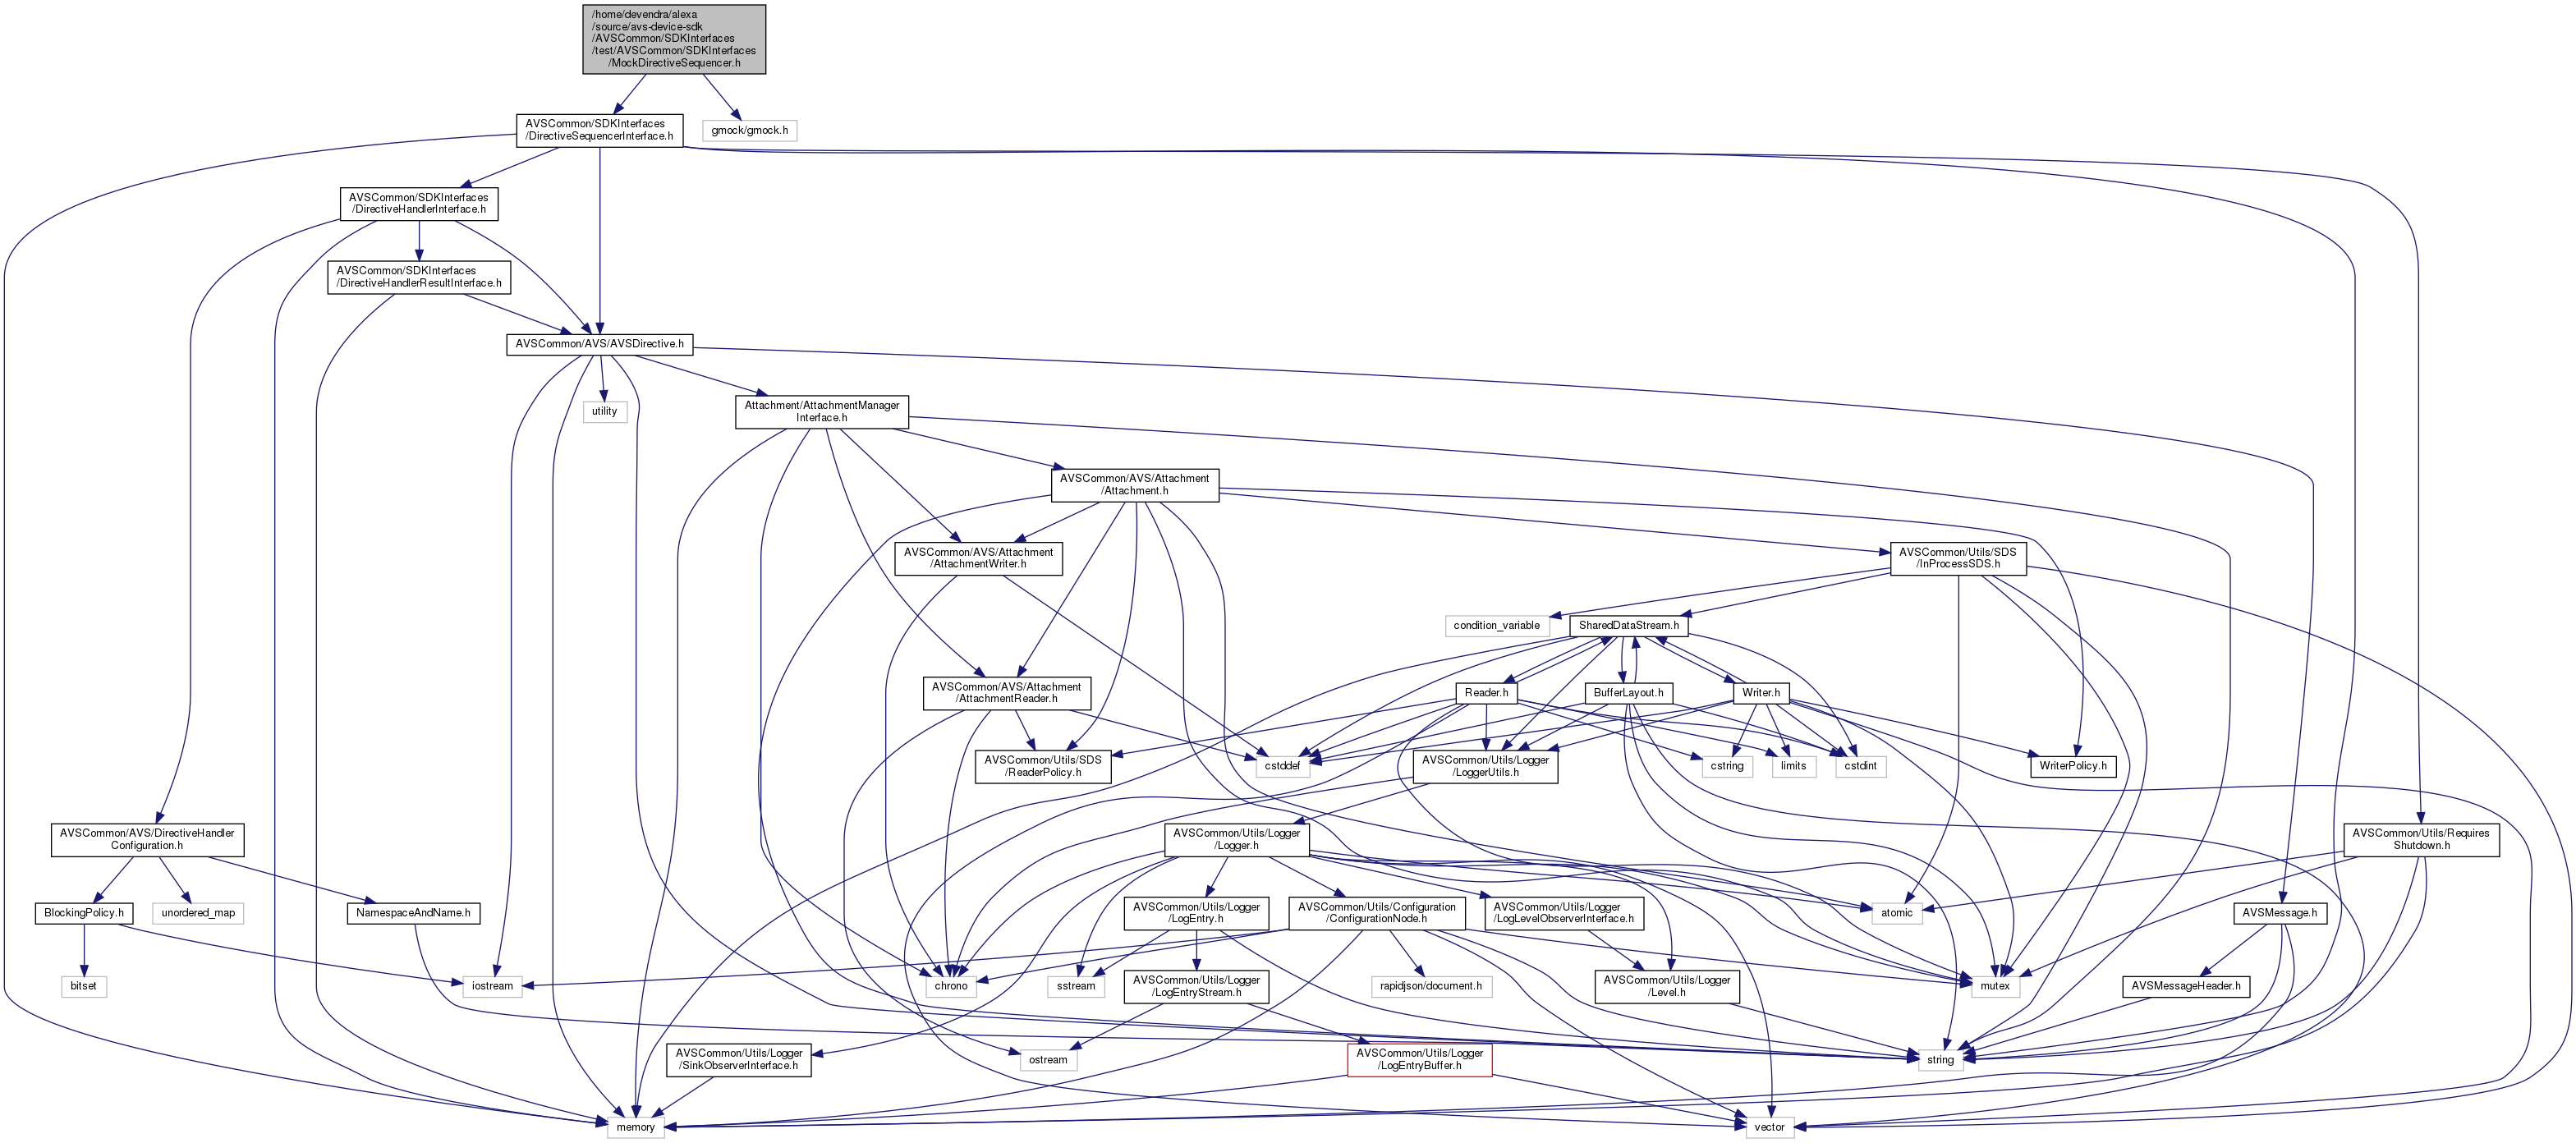 /home/devendra/alexa
/source/avs-device-sdk
/AVSCommon/SDKInterfaces
/test/AVSCommon/SDKInterfaces
/MockDirectiveSequencer.h
AVSCommon/SDKInterfaces
/DirectiveSequencerInterface.h
gmock/gmock.h
AVSCommon/SDKInterfaces
/DirectiveHandlerInterface.h
AVSCommon/SDKInterfaces
/DirectiveHandlerResultInterface.h
AVSCommon/AVS/AVSDirective.h
utility
Attachment/AttachmentManager
Interface.h
AVSCommon/AVS/Attachment
/Attachment.h
AVSCommon/AVS/Attachment
/AttachmentWriter.h
AVSCommon/Utils/SDS
/InProcessSDS.h
condition_variable
SharedDataStream.h
AVSCommon/AVS/Attachment
/AttachmentReader.h
Reader.h
BufferLayout.h
Writer.h
AVSCommon/Utils/SDS
/ReaderPolicy.h
cstddef
AVSCommon/Utils/Logger
/LoggerUtils.h
cstring
limits
cstdint
WriterPolicy.h
AVSCommon/AVS/DirectiveHandler
Configuration.h
AVSCommon/Utils/Logger
/Logger.h
AVSCommon/Utils/Requires
Shutdown.h
BlockingPolicy.h
unordered_map
NamespaceAndName.h
AVSCommon/Utils/Logger
/LogEntry.h
AVSCommon/Utils/Configuration
/ConfigurationNode.h
AVSCommon/Utils/Logger
/LogLevelObserverInterface.h
atomic
AVSMessage.h
bitset
iostream
chrono
sstream
AVSCommon/Utils/Logger
/LogEntryStream.h
rapidjson/document.h
AVSCommon/Utils/Logger
/Level.h
mutex
AVSMessageHeader.h
AVSCommon/Utils/Logger
/SinkObserverInterface.h
ostream
AVSCommon/Utils/Logger
/LogEntryBuffer.h
string
memory
vector